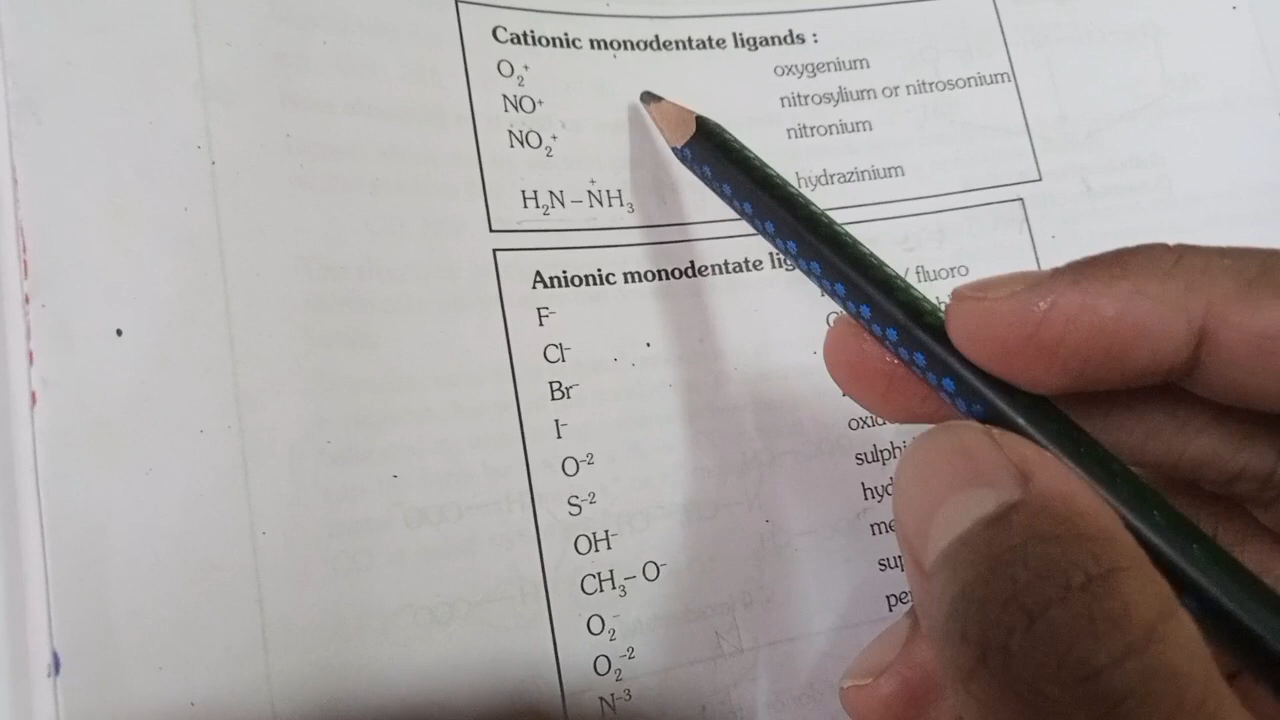 Cationic monodentate ligands :
O₂⁺ oxygenium
NO⁺ nitrosylium or nitrosonium
NO₂⁺ nitronium
H₂N–N⁺H₃ hydrazinium
Anionic monodentate
F⁻ / fluoro
Cl⁻
Br⁻
I⁻
O⁻²
S⁻²
OH⁻
CH₃–O⁻
O₂⁻
O₂⁻²
N⁻³